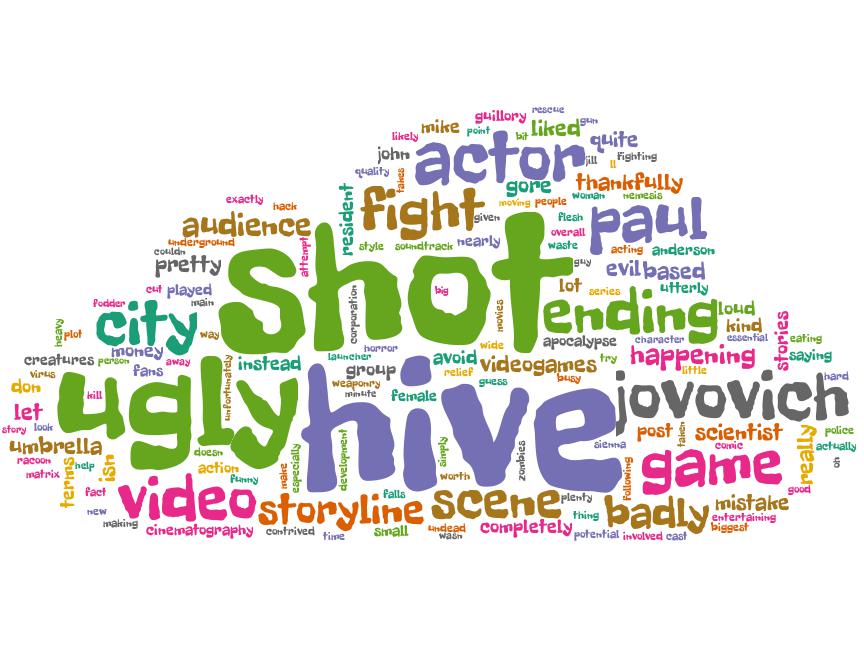 rescue
guillory
gun
likely
mike
point
bit
liked
quite
john
actor
jill
ll
fighting
quality
takes
gore
thankfully
woman
nemesis
resident
fight
given
moving
people
flesh
paul
exactly
hack
audience
underground
attempt
style
soundtrack
nearly
overall
waste
acting
anderson
couldn
pretty
shot
guy
evil
based
cut
played
main
big
corporation
movies
lot
series
utterly
fodder
city
way
ending
loud
kind
essential
stories
eating
heavy
plot
money
horror
apocalypse
character
creatures
person
away
instead
launcher
group
avoid
relief
wide
videogames
try
happening
little
saying
virus
fans
unfortunately
weaponry
minute
guess
busy
hard
don
ugly
kill
hive
female
jovovich
let
story
look
sienna
post
taken
scientist
comic
really
police
actually
umbrella
racoon
matrix
terms
help
isn
doesn
action
funny
make
especially
development
simply
worth
zombies
following
game
good
fact
new
making
video
storyline
falls
scene
plenty
thing
badly
mistake
entertaining
biggest
cinematography
contrived
time
small
undead
wasn
completely
potential
involved
cast